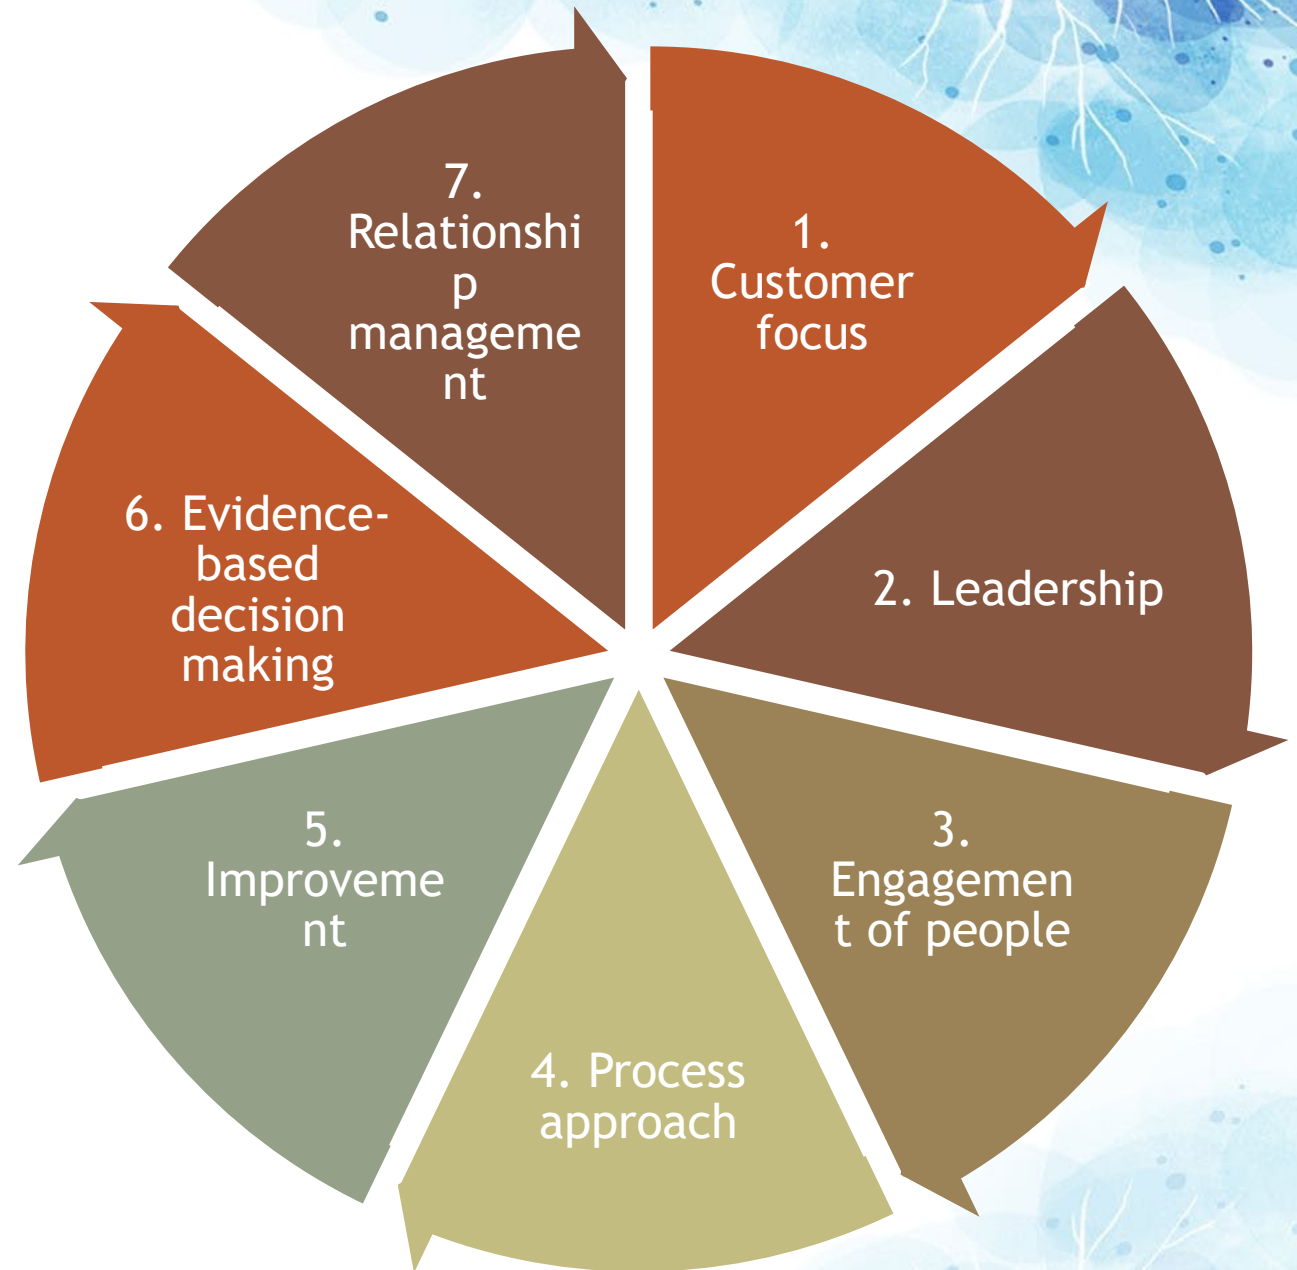 1.
Customer
focus
2. Leadership
3.
Engagemen
t of people
4. Process
approach
5.
Improveme
nt
6. Evidence-
based
decision
making
7.
Relationshi
p
manageme
nt